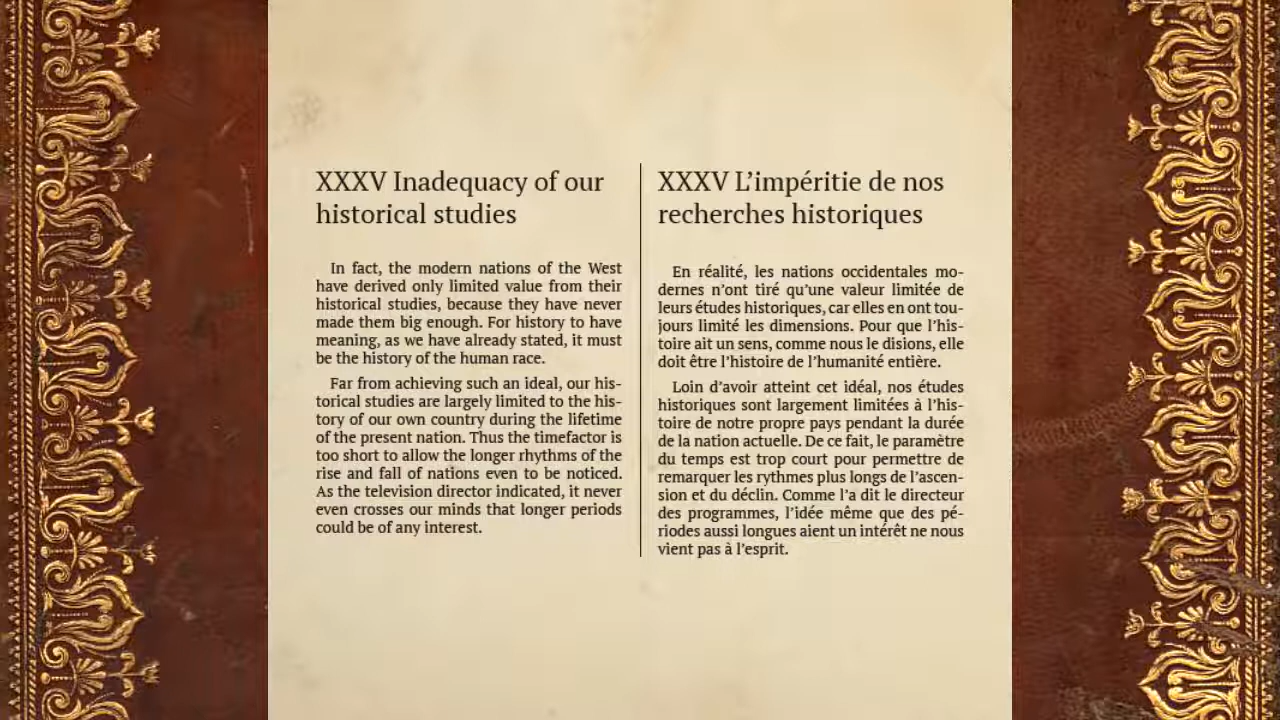 XXXV Inadequacy of our
historical studies
In fact, the modern nations of the West
have derived only limited value from their
historical studies, because they have never
made them big enough. For history to have
meaning, as we have already stated, it must
be the history of the human race.
Far from achieving such an ideal, our his-
torical studies are largely limited to the his-
tory of our own country during the lifetime
of the present nation. Thus the timefactor is
too short to allow the longer rhythms of the
rise and fall of nations even to be noticed.
As the television director indicated, it never
even crosses our minds that longer periods
could be of any interest.
XXXV L’impéritie de nos
recherches historiques
En réalité, les nations occidentales mo-
dernes n’ont tiré qu’une valeur limitée de
leurs études historiques, car elles en ont tou-
jours limité les dimensions. Pour que l’his-
toire ait un sens, comme nous le disions, elle
doit être l’histoire de l’humanité entière.
Loin d’avoir atteint cet idéal, nos études
historiques sont largement limitées à l’his-
toire de notre propre pays pendant la durée
de la nation actuelle. De ce fait, le paramètre
du temps est trop court pour permettre de
remarquer les rythmes plus longs de l’ascen-
sion et du déclin. Comme l’a dit le directeur
des programmes, l’idée même que des pé-
riodes aussi longues aient un intérêt ne nous
vient pas à l’esprit.